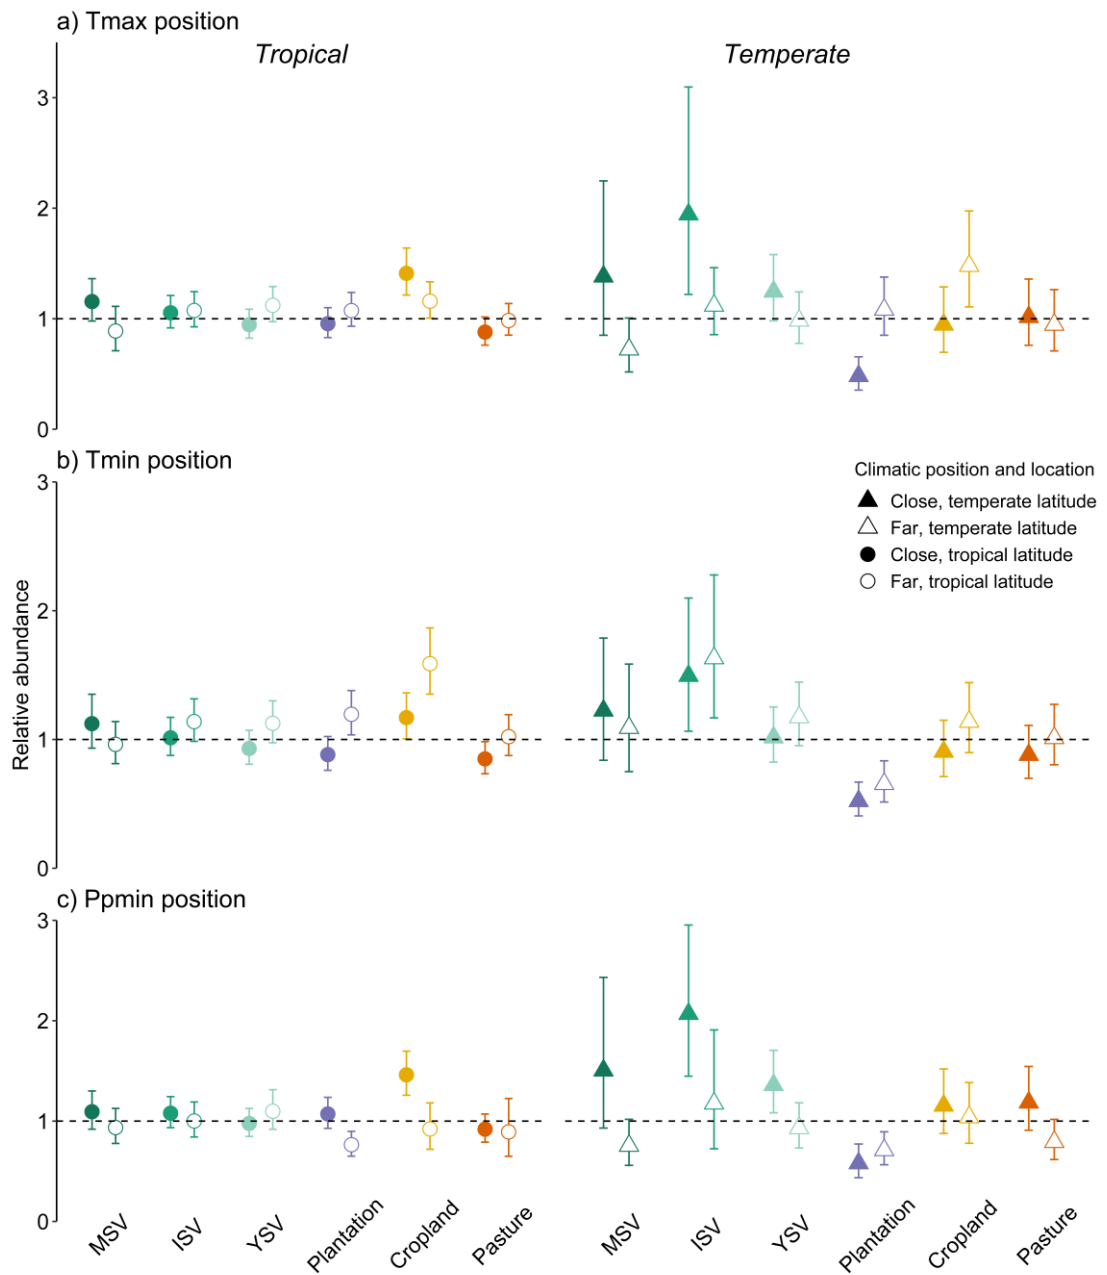 a) Tmax position
Tropical
Temperate
3
2
1
0
b) Tmin position
3
2
1
0
Relative abundance
Climatic position and location
Close, temperate latitude
Far, temperate latitude
Close, tropical latitude
Far, tropical latitude
c) Ppmin position
3
2
1
0
MSV
ISV
YSV
Plantation
Cropland
Pasture
MSV
ISV
YSV
Plantation
Cropland
Pasture